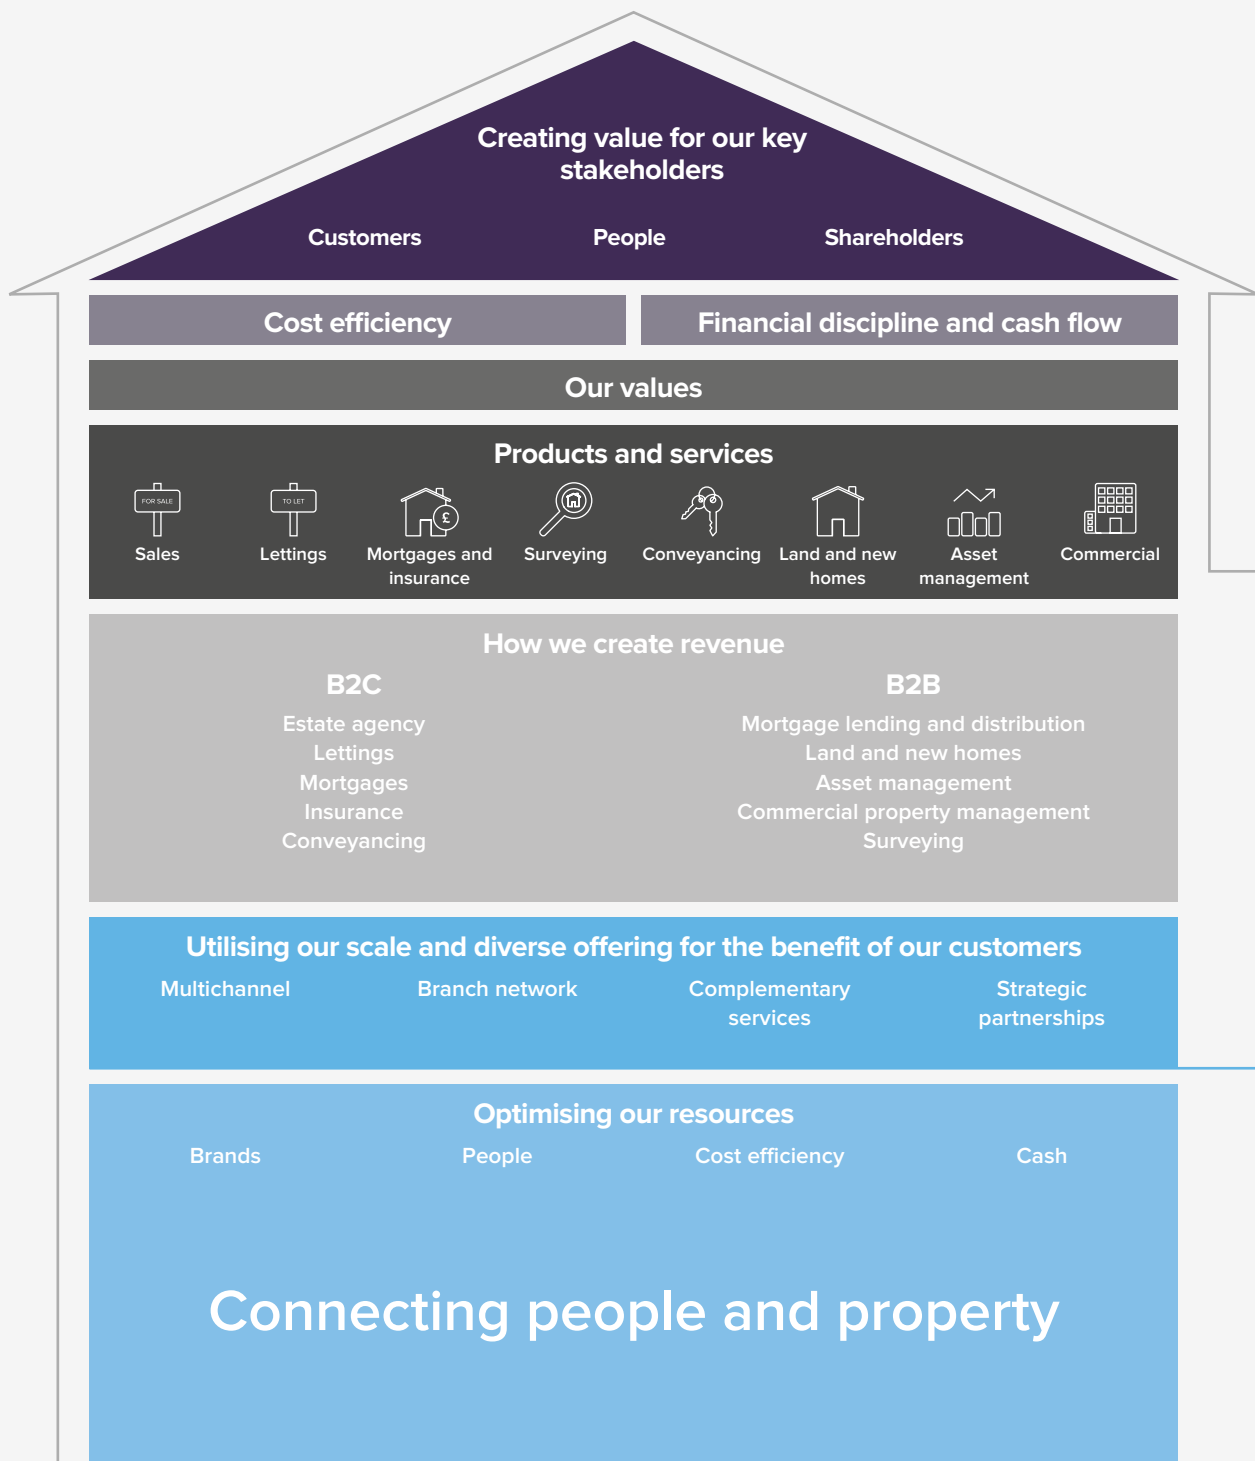 Creating value for our key
stakeholders
Customers People Shareholders
Cost efficiency Financial discipline and cash flow
Our values
Products and services
FOR SALE TO LET £
Sales Lettings Mortgages and insurance Surveying Conveyancing Land and new homes Asset management Commercial
How we create revenue
B2C
Estate agency
Lettings
Mortgages
Insurance
Conveyancing
B2B
Mortgage lending and distribution
Land and new homes
Asset management
Commercial property management
Surveying
Utilising our scale and diverse offering for the benefit of our customers
Multichannel Branch network Complementary services Strategic partnerships
Optimising our resources
Brands People Cost efficiency Cash
Connecting people and property